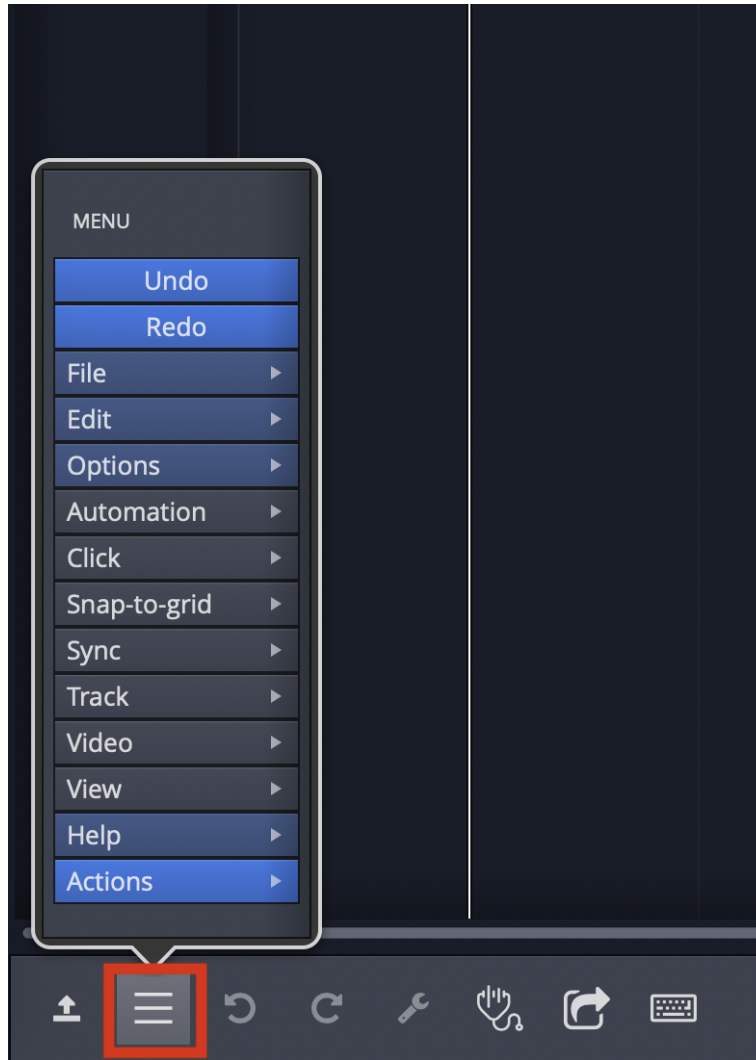 MENU
Undo
Redo
File
Edit
Options
Automation
Click
Snap-to-grid
Sync
Track
Video
View
Help
Actions